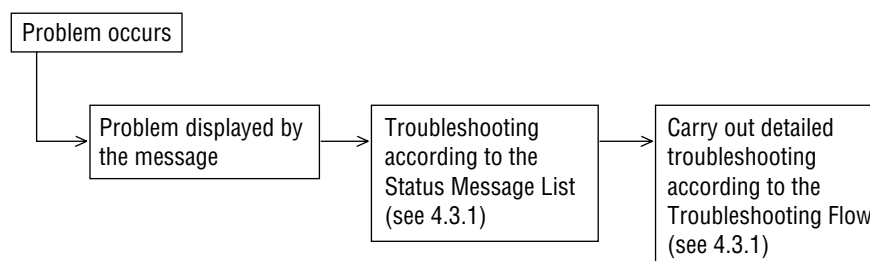 Problem occurs
Problem displayed by
the message
Troubleshooting
according to the
Status Message List
(see 4.3.1)
Carry out detailed
troubleshooting
according to the
Troubleshooting Flow
(see 4.3.1)